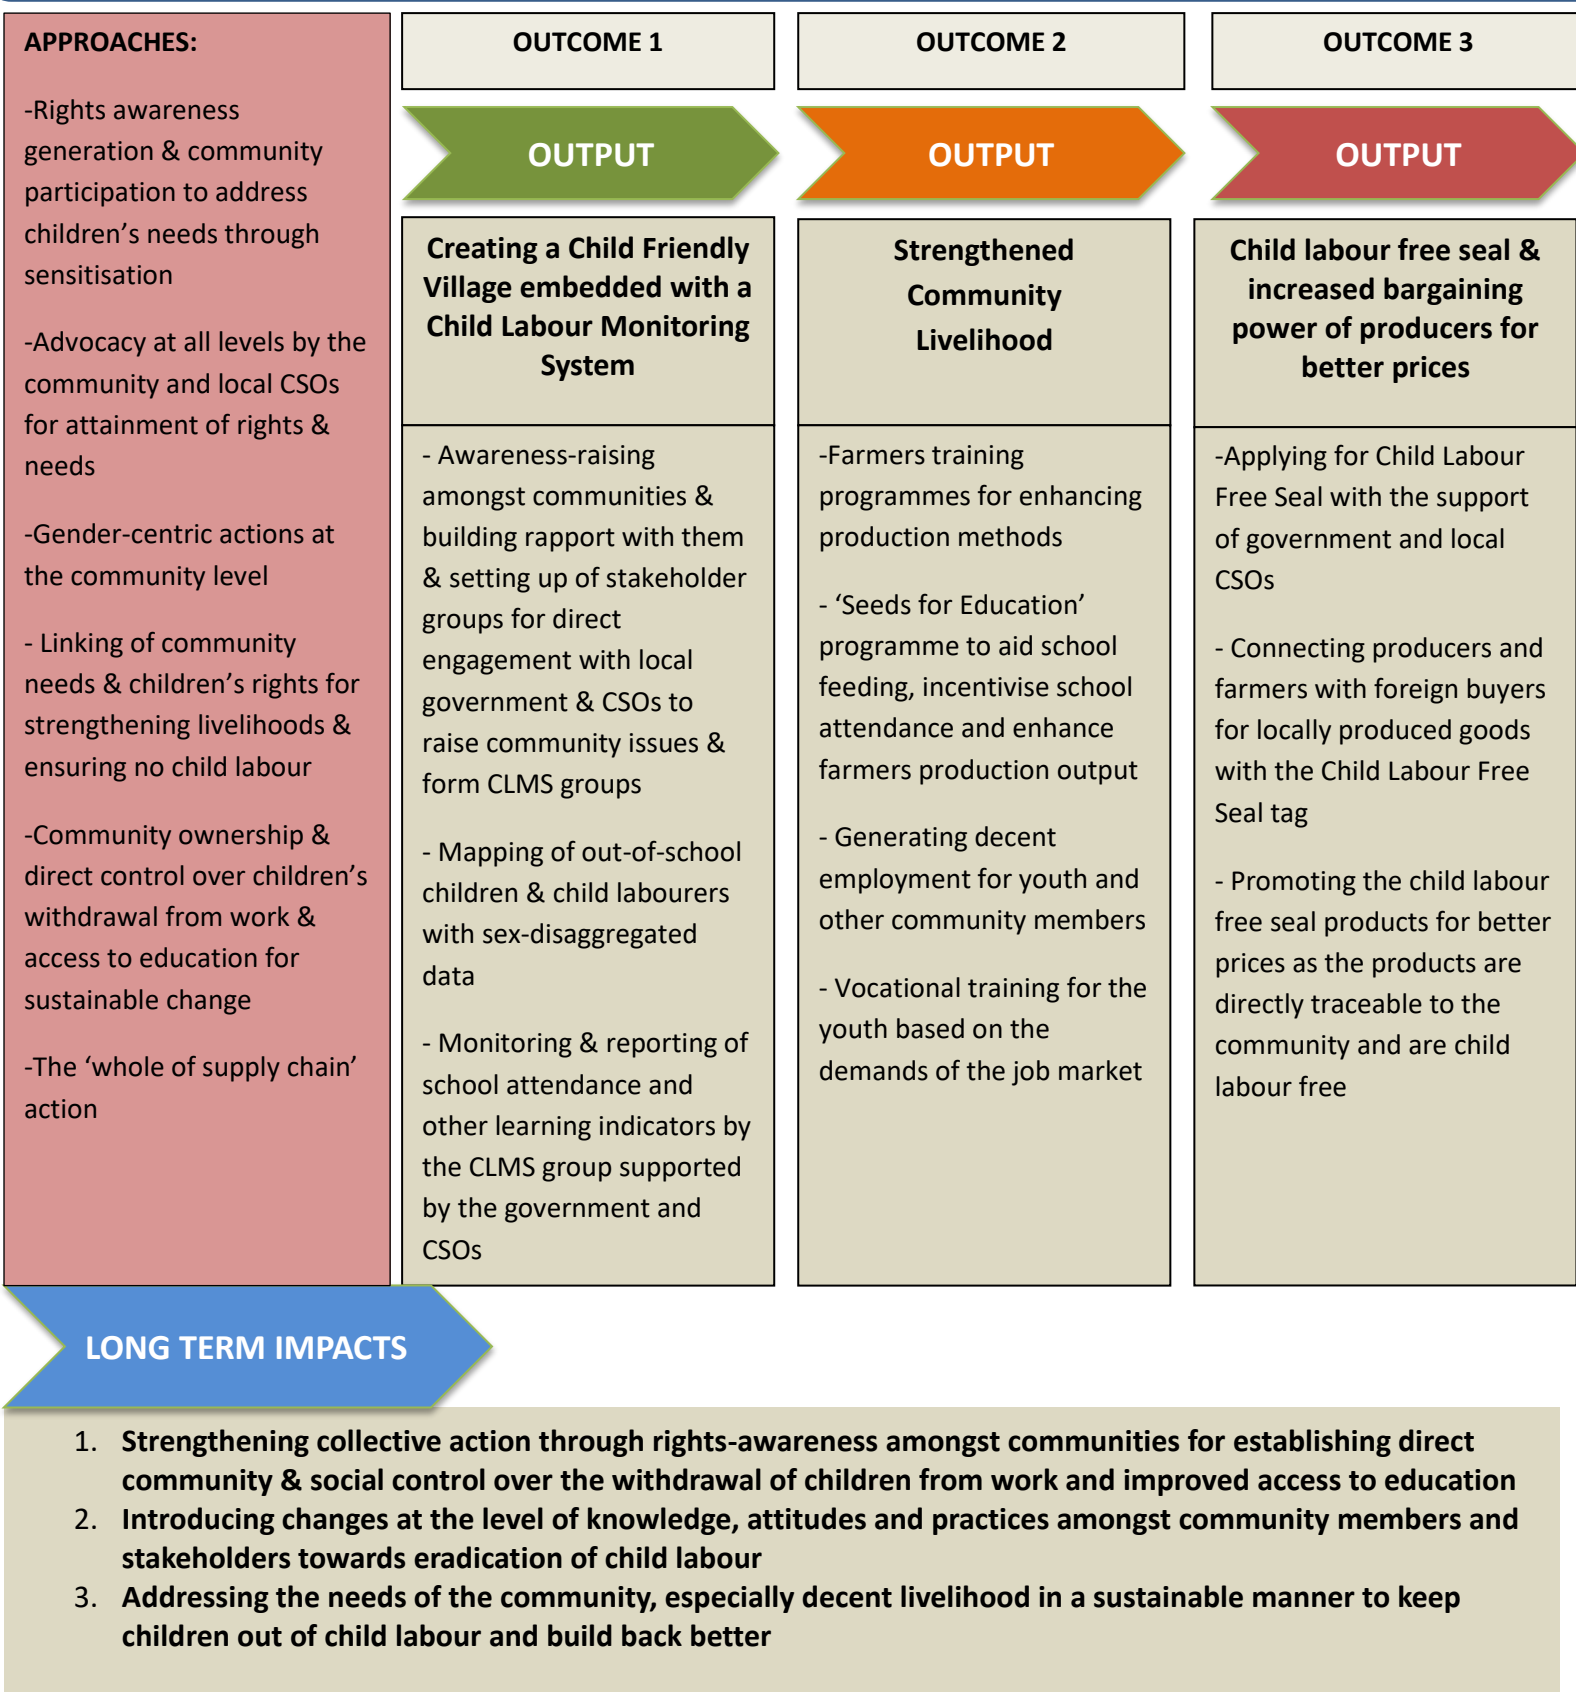 APPROACHES:
-Rights awareness
generation & community
participation to address
children’s needs through
sensitisation
-Advocacy at all levels by the
community and local CSOs
for attainment of rights &
needs
-Gender-centric actions at
the community level
- Linking of community
needs & children’s rights for
strengthening livelihoods &
ensuring no child labour
-Community ownership &
direct control over children’s
withdrawal from work &
access to education for
sustainable change
-The ‘whole of supply chain’
action
OUTCOME 1
OUTPUT
Creating a Child Friendly
Village embedded with a
Child Labour Monitoring
System
- Awareness-raising
amongst communities &
building rapport with them
& setting up of stakeholder
groups for direct
engagement with local
government & CSOs to
raise community issues &
form CLMS groups
- Mapping of out-of-school
children & child labourers
with sex-disaggregated
data
- Monitoring & reporting of
school attendance and
other learning indicators by
the CLMS group supported
by the government and
CSOs
OUTCOME 2
OUTPUT
Strengthened
Community
Livelihood
-Farmers training
programmes for enhancing
production methods
- ‘Seeds for Education’
programme to aid school
feeding, incentivise school
attendance and enhance
farmers production output
- Generating decent
employment for youth and
other community members
- Vocational training for the
youth based on the
demands of the job market
OUTCOME 3
OUTPUT
Child labour free seal &
increased bargaining
power of producers for
better prices
-Applying for Child Labour
Free Seal with the support
of government and local
CSOs
- Connecting producers and
farmers with foreign buyers
for locally produced goods
with the Child Labour Free
Seal tag
- Promoting the child labour
free seal products for better
prices as the products are
directly traceable to the
community and are child
labour free
LONG TERM IMPACTS
1. Strengthening collective action through rights-awareness amongst communities for establishing direct
community & social control over the withdrawal of children from work and improved access to education
2. Introducing changes at the level of knowledge, attitudes and practices amongst community members and
stakeholders towards eradication of child labour
3. Addressing the needs of the community, especially decent livelihood in a sustainable manner to keep
children out of child labour and build back better